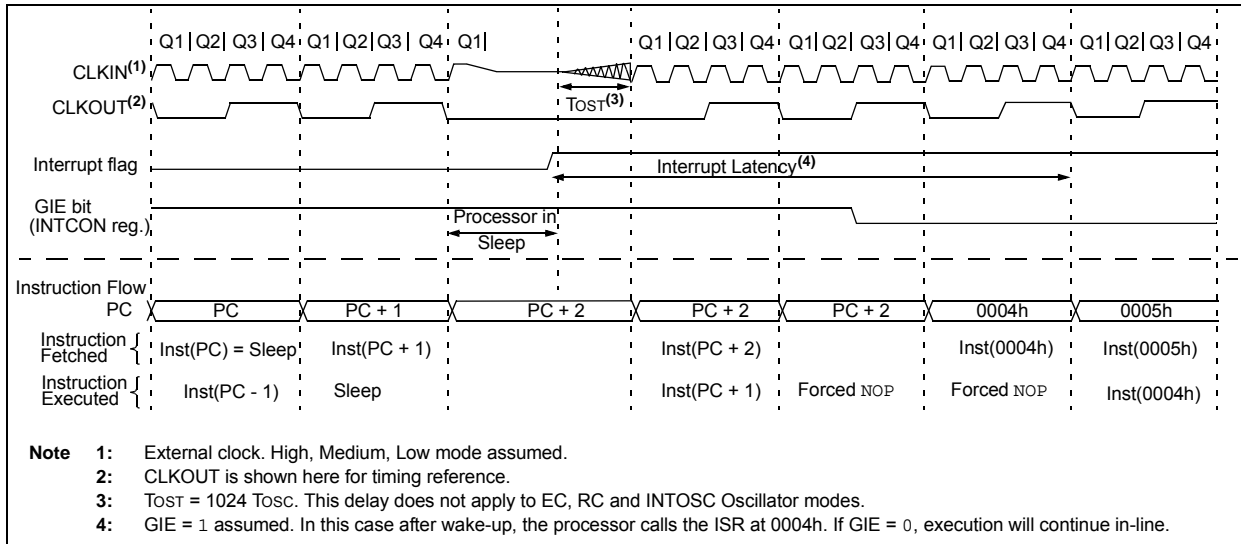 Q1| Q2| Q3| Q4 Q1| Q2| Q3| Q4 Q1| Q1| Q2| Q3| Q4 Q1| Q2| Q3| Q4 Q1| Q2| Q3| Q4 Q1| Q2| Q3| Q4
CLKIN(1)
CLKOUT(2)
TOST(3)
Interrupt flag
Interrupt Latency(4)
GIE bit
(INTCON reg.)
Processor in
Sleep
Instruction Flow
PC PC PC + 1 PC + 2 PC + 2 PC + 2 0004h 0005h
Instruction
Fetched
Inst(PC) = Sleep Inst(PC + 1) Inst(PC + 2) Inst(0004h) Inst(0005h)
Instruction
Executed
Inst(PC - 1) Sleep Inst(PC + 1) Forced NOP Forced NOP Inst(0004h)
Note 1: External clock. High, Medium, Low mode assumed.
2: CLKOUT is shown here for timing reference.
3: TOST = 1024 TOSC. This delay does not apply to EC, RC and INTOSC Oscillator modes.
4: GIE = 1 assumed. In this case after wake-up, the processor calls the ISR at 0004h. If GIE = 0, execution will continue in-line.